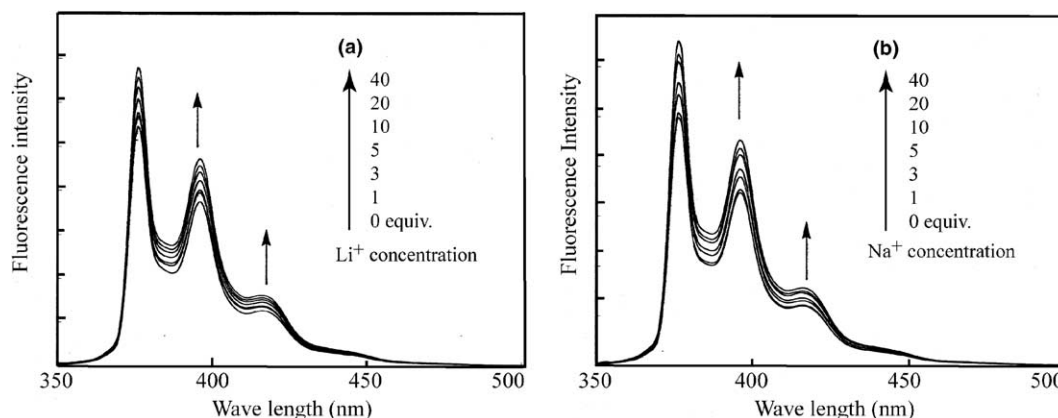 (a)
40
20
10
5
3
1
0 equiv.
Li+ concentration
Fluorescence intensity
350
400
450
500
Wave length (nm)
(b)
40
20
10
5
3
1
0 equiv.
Na+ concentration
Fluorescence Intensity
350
400
450
500
Wave length (nm)